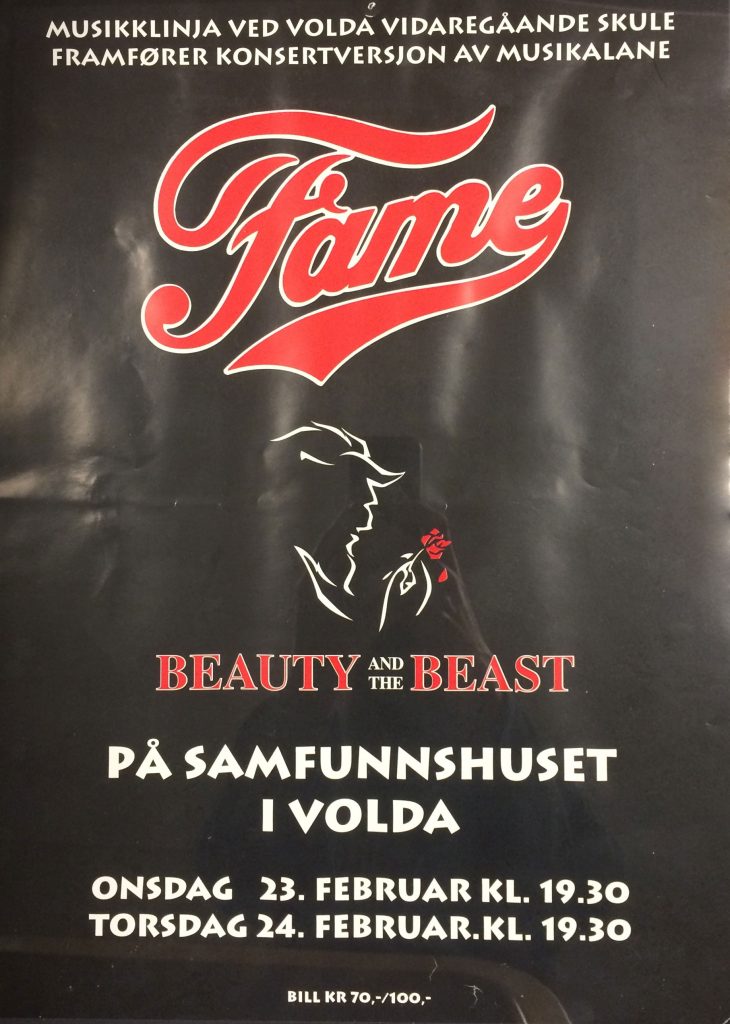 MUSIKKLINJA VED VOLDA VIDAREGÅANDE SKULE
FRAMFØRER KONSERTVERSJON AV MUSIKALANE
Fame
BEAUTY AND THE BEAST
PÅ SAMFUNNSHUSET
I VOLDA
ONSDAG 23. FEBRUAR KL. 19.30
TORSDAG 24. FEBRUAR.KL. 19.30
BILL KR 70,-/100,-